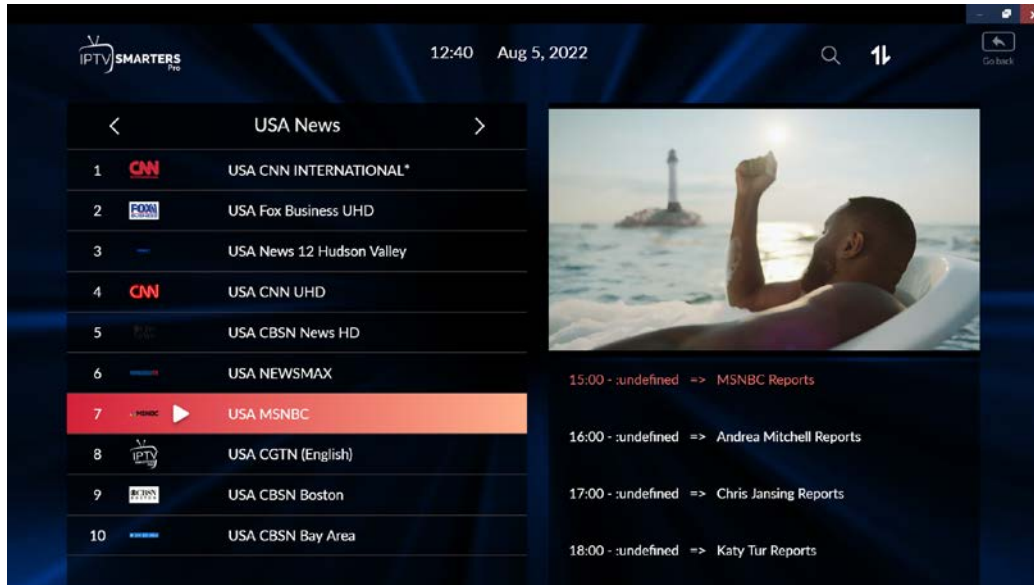 IPTV SMARTERS
Pro
12:40 Aug 5, 2022
Go back
USA News
1 CNN USA CNN INTERNATIONAL*
2 USA Fox Business UHD
3 USA News 12 Hudson Valley
4 CNN USA CNN UHD
5 USA CBSN News HD
6 USA NEWSMAX
7 MSNBC USA MSNBC
8 IPTV USA CGTN (English)
9 USA CBSN Boston
10 USA CBSN Bay Area
15:00 - :undefined => MSNBC Reports
16:00 - :undefined => Andrea Mitchell Reports
17:00 - :undefined => Chris Jansing Reports
18:00 - :undefined => Katy Tur Reports